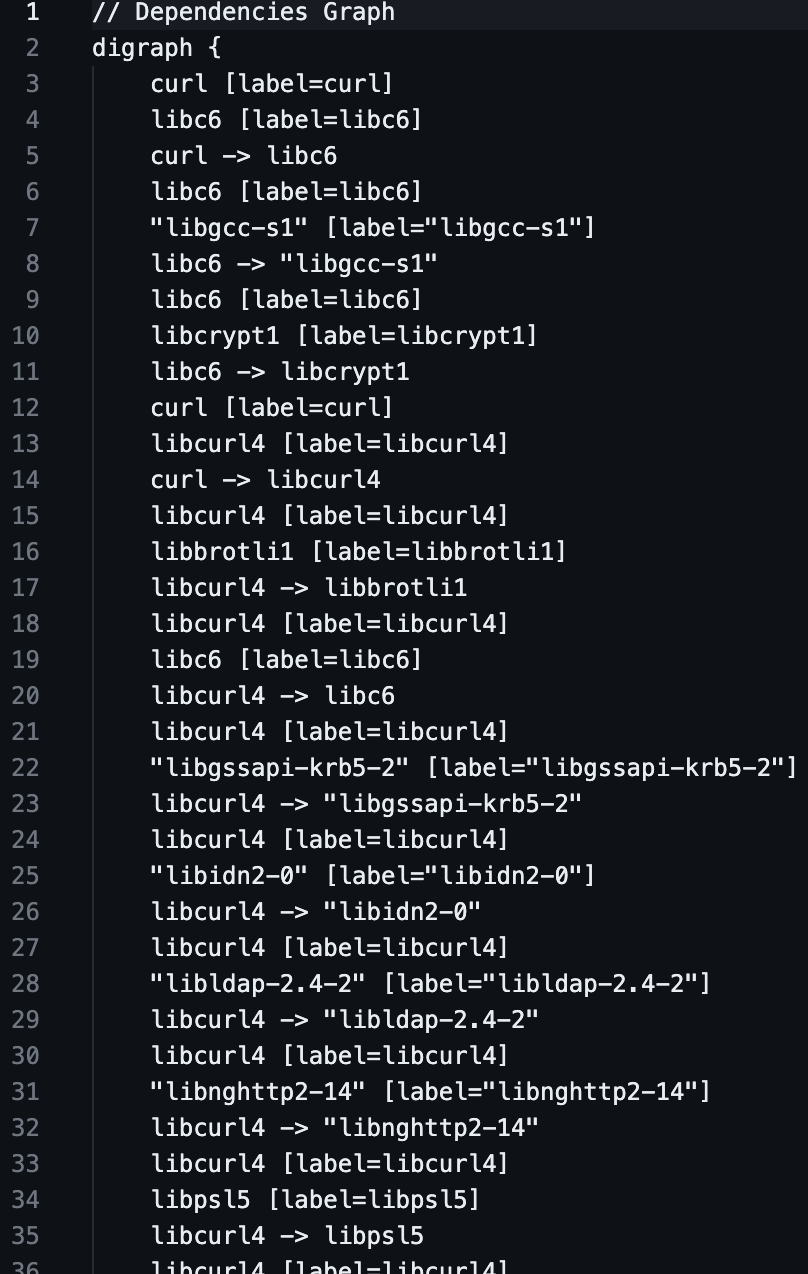 1 // Dependencies Graph
2 digraph {
3 curl [label=curl]
4 libc6 [label=libc6]
5 curl -> libc6
6 libc6 [label=libc6]
7 "libgcc-s1" [label="libgcc-s1"]
8 libc6 -> "libgcc-s1"
9 libc6 [label=libc6]
10 libcrypt1 [label=libcrypt1]
11 libc6 -> libcrypt1
12 curl [label=curl]
13 libcurl4 [label=libcurl4]
14 curl -> libcurl4
15 libcurl4 [label=libcurl4]
16 libbrotli1 [label=libbrotli1]
17 libcurl4 -> libbrotli1
18 libcurl4 [label=libcurl4]
19 libc6 [label=libc6]
20 libcurl4 -> libc6
21 libcurl4 [label=libcurl4]
22 "libgssapi-krb5-2" [label="libgssapi-krb5-2"]
23 libcurl4 -> "libgssapi-krb5-2"
24 libcurl4 [label=libcurl4]
25 "libidn2-0" [label="libidn2-0"]
26 libcurl4 -> "libidn2-0"
27 libcurl4 [label=libcurl4]
28 "libldap-2.4-2" [label="libldap-2.4-2"]
29 libcurl4 -> "libldap-2.4-2"
30 libcurl4 [label=libcurl4]
31 "libnghttp2-14" [label="libnghttp2-14"]
32 libcurl4 -> "libnghttp2-14"
33 libcurl4 [label=libcurl4]
34 libpsl5 [label=libpsl5]
35 libcurl4 -> libpsl5
36 libcurl4 [label=libcurl4]